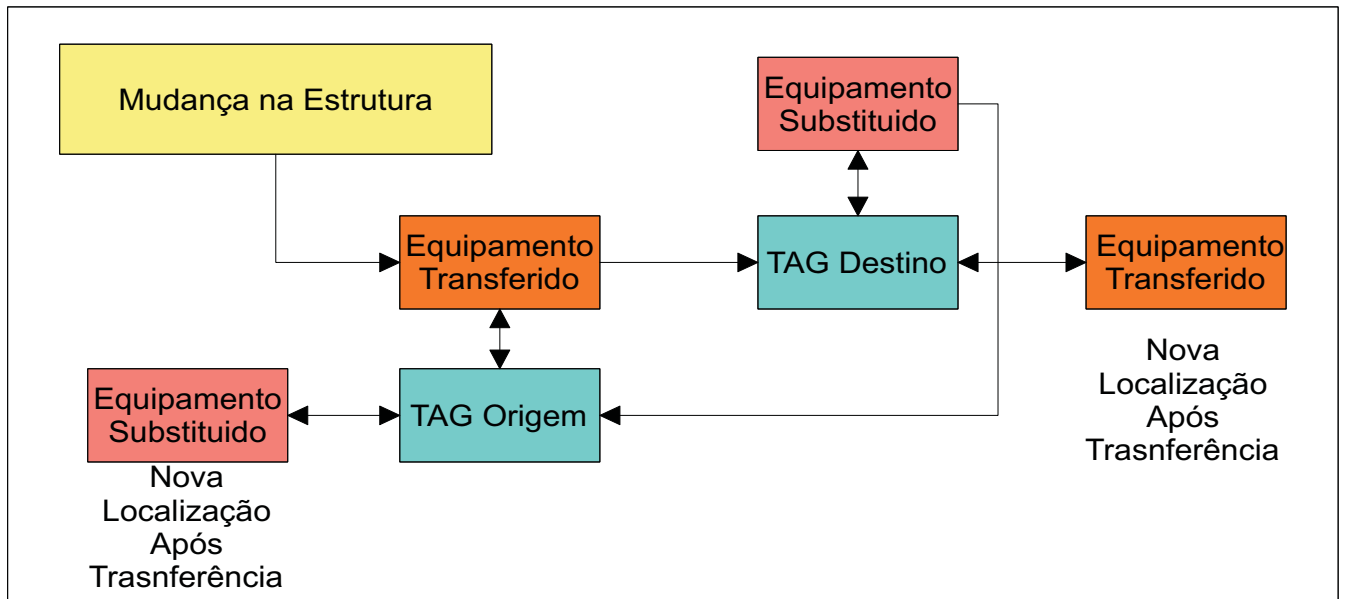 Mudança na Estrutura
Equipamento
Substituido
Equipamento
Transferido
TAG Destino
Equipamento
Transferido
Nova
Localização
Após
Trasnferência
Equipamento
Substituido
TAG Origem
Nova
Localização
Após
Trasnferência